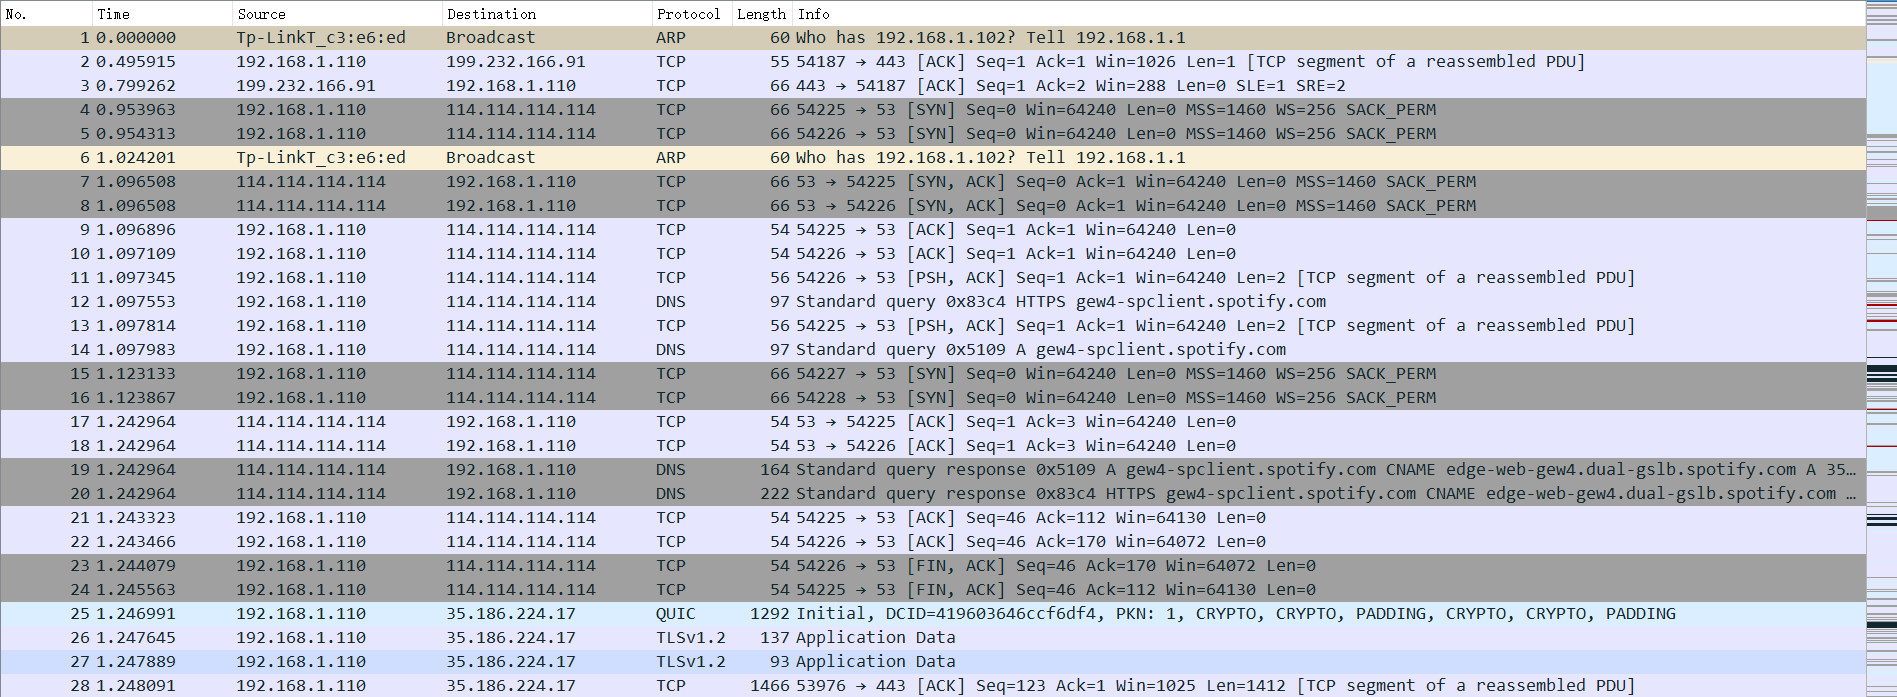 No. Time Source Destination Protocol Length Info
1 0.000000 Tp-LinkT_c3:e6:ed Broadcast ARP 60 Who has 192.168.1.102? Tell 192.168.1.1
2 0.495915 192.168.1.110 199.232.166.91 TCP 55 54187 → 443 [ACK] Seq=1 Ack=1 Win=1026 Len=1 [TCP segment of a reassembled PDU]
3 0.799262 199.232.166.91 192.168.1.110 TCP 66 443 → 54187 [ACK] Seq=1 Ack=2 Win=288 Len=0 SLE=1 SRE=2
4 0.953963 192.168.1.110 114.114.114.114 TCP 66 54225 → 53 [SYN] Seq=0 Win=64240 Len=0 MSS=1460 WS=256 SACK_PERM
5 0.954313 192.168.1.110 114.114.114.114 TCP 66 54226 → 53 [SYN] Seq=0 Win=64240 Len=0 MSS=1460 WS=256 SACK_PERM
6 1.024201 Tp-LinkT_c3:e6:ed Broadcast ARP 60 Who has 192.168.1.102? Tell 192.168.1.1
7 1.096508 114.114.114.114 192.168.1.110 TCP 66 53 → 54225 [SYN, ACK] Seq=0 Ack=1 Win=64240 Len=0 MSS=1460 SACK_PERM
8 1.096508 114.114.114.114 192.168.1.110 TCP 66 53 → 54226 [SYN, ACK] Seq=0 Ack=1 Win=64240 Len=0 MSS=1460 SACK_PERM
9 1.096896 192.168.1.110 114.114.114.114 TCP 54 54225 → 53 [ACK] Seq=1 Ack=1 Win=64240 Len=0
10 1.097109 192.168.1.110 114.114.114.114 TCP 54 54226 → 53 [ACK] Seq=1 Ack=1 Win=64240 Len=0
11 1.097345 192.168.1.110 114.114.114.114 TCP 56 54226 → 53 [PSH, ACK] Seq=1 Ack=1 Win=64240 Len=2 [TCP segment of a reassembled PDU]
12 1.097553 192.168.1.110 114.114.114.114 DNS 97 Standard query 0x83c4 HTTPS gew4-spclient.spotify.com
13 1.097814 192.168.1.110 114.114.114.114 TCP 56 54225 → 53 [PSH, ACK] Seq=1 Ack=1 Win=64240 Len=2 [TCP segment of a reassembled PDU]
14 1.097983 192.168.1.110 114.114.114.114 DNS 97 Standard query 0x5109 A gew4-spclient.spotify.com
15 1.123133 192.168.1.110 114.114.114.114 TCP 66 54227 → 53 [SYN] Seq=0 Win=64240 Len=0 MSS=1460 WS=256 SACK_PERM
16 1.123867 192.168.1.110 114.114.114.114 TCP 66 54228 → 53 [SYN] Seq=0 Win=64240 Len=0 MSS=1460 WS=256 SACK_PERM
17 1.242964 114.114.114.114 192.168.1.110 TCP 54 53 → 54225 [ACK] Seq=1 Ack=3 Win=64240 Len=0
18 1.242964 114.114.114.114 192.168.1.110 TCP 54 53 → 54226 [ACK] Seq=1 Ack=3 Win=64240 Len=0
19 1.242964 114.114.114.114 192.168.1.110 DNS 164 Standard query response 0x5109 A gew4-spclient.spotify.com CNAME edge-web-gew4.dual-gslb.spotify.com A 35…
20 1.242964 114.114.114.114 192.168.1.110 DNS 222 Standard query response 0x83c4 HTTPS gew4-spclient.spotify.com CNAME edge-web-gew4.dual-gslb.spotify.com …
21 1.243323 192.168.1.110 114.114.114.114 TCP 54 54225 → 53 [ACK] Seq=46 Ack=112 Win=64130 Len=0
22 1.243466 192.168.1.110 114.114.114.114 TCP 54 54226 → 53 [ACK] Seq=46 Ack=170 Win=64072 Len=0
23 1.244079 192.168.1.110 114.114.114.114 TCP 54 54226 → 53 [FIN, ACK] Seq=46 Ack=170 Win=64072 Len=0
24 1.245563 192.168.1.110 114.114.114.114 TCP 54 54225 → 53 [FIN, ACK] Seq=46 Ack=112 Win=64130 Len=0
25 1.246991 192.168.1.110 35.186.224.17 QUIC 1292 Initial, DCID=419603646ccf6df4, PKN: 1, CRYPTO, CRYPTO, PADDING, CRYPTO, CRYPTO, PADDING
26 1.247645 192.168.1.110 35.186.224.17 TLSv1.2 137 Application Data
27 1.247889 192.168.1.110 35.186.224.17 TLSv1.2 93 Application Data
28 1.248091 192.168.1.110 35.186.224.17 TCP 1466 53976 → 443 [ACK] Seq=123 Ack=1 Win=1025 Len=1412 [TCP segment of a reassembled PDU]